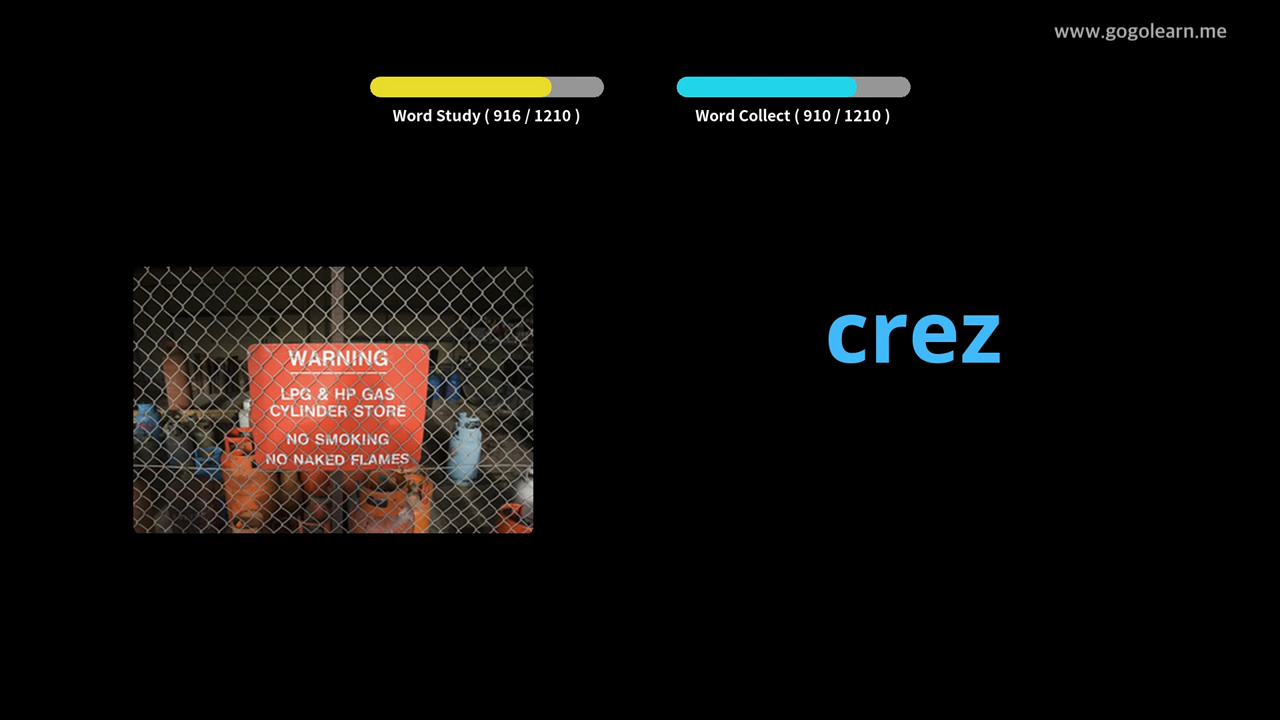 www.gogolearn.me
Word Study ( 916 / 1210 )
Word Collect ( 910 / 1210 )
WARNING
LPG & HP GAS
CYLINDER STORE
NO SMOKING
NO NAKED FLAMES
crez